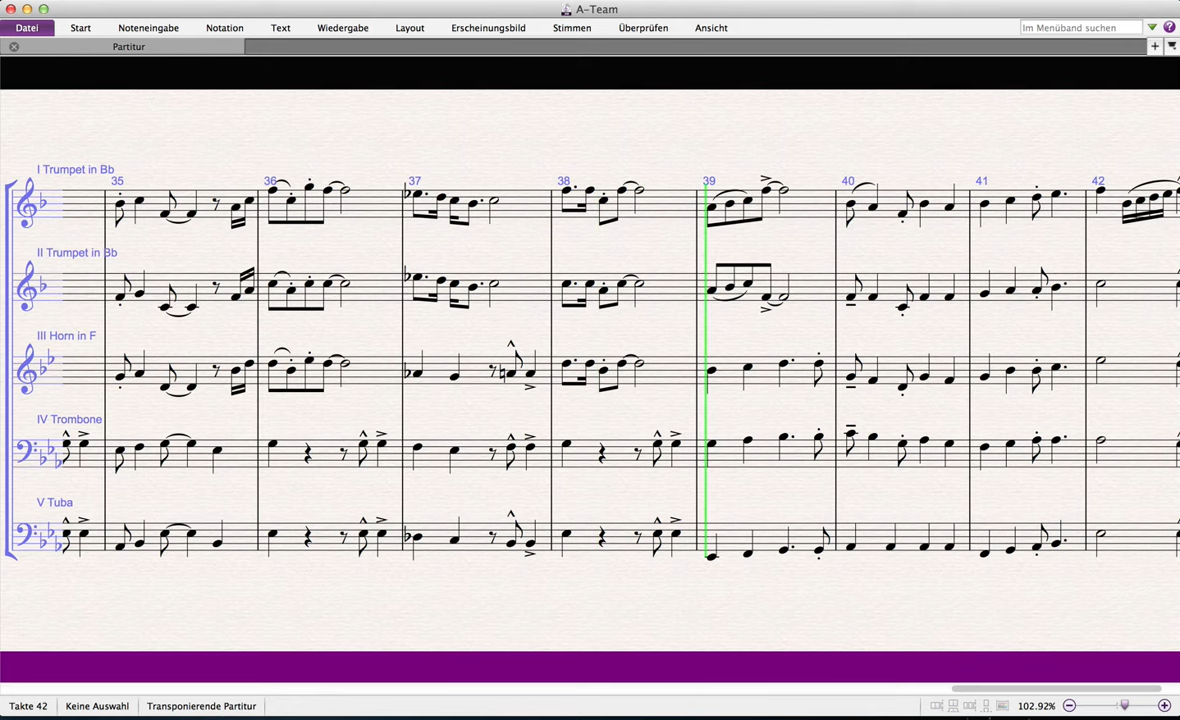 A-Team
Datei Start Noteneingabe Notation Text Wiedergabe Layout Erscheinungsbild Stimmen Überprüfen Ansicht Im Menüband suchen ?
Partitur +
I Trumpet in Bb
35 36 37 38 39 40 41 42
II Trumpet in Bb
III Horn in F
IV Trombone
V Tuba
Takte 42 Keine Auswahl Transponierende Partitur 102.92%